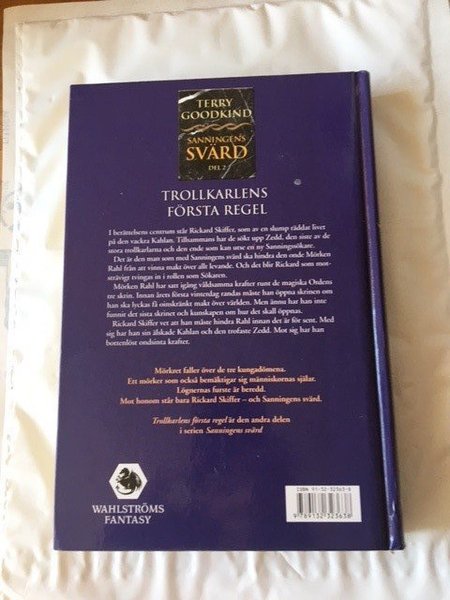 TERRY
GOODKIND
SANNINGENS
SVÄRD
DEL 2
TROLLKARLENS
FÖRSTA REGEL
I berättelsens centrum står Rickard Skiffer, som av en slump räddat livet
på den vackra Kahlan. Tillsammans har de sökt upp Zedd, den siste av de
stora trollkarlarna och den ende som kan utse en ny Sanningssökare.
Det är den man som med Sanningens svärd ska hindra den onde Mörken
Rahl från att vinna makt över allt levande. Och det blir Rickard som mot-
strävigt tvingas in i rollen som Sökaren.
Mörken Rahl har satt igång våldsamma krafter runt de magiska Ordens
tre skrin. Innan årets första vinterdag randas måste han öppna skrinen om
han ska lyckas få oinskränkt makt över världen. Men ännu har han inte
funnit det sista skrinet och kunskapen om hur det skall öppnas.
Rickard Skiffer vet att han måste hindra Rahl innan det är för sent. Med
sig har han sin älskade Kahlan och den trofaste Zedd. Mot sig har han
bottenlöst ondsinta krafter.
Mörkret faller över de tre kungadömena.
Ett mörker som också bemäktigar sig människornas själar.
Lögnernas furste är beredd.
Mot honom står bara Rickard Skiffer – och Sanningens svärd.
Trollkarlens första regel är den andra delen
i serien Sanningens svärd
WAHLSTRÖMS
FANTASY
ISBN 91-32-32363-8
9 789132 323638